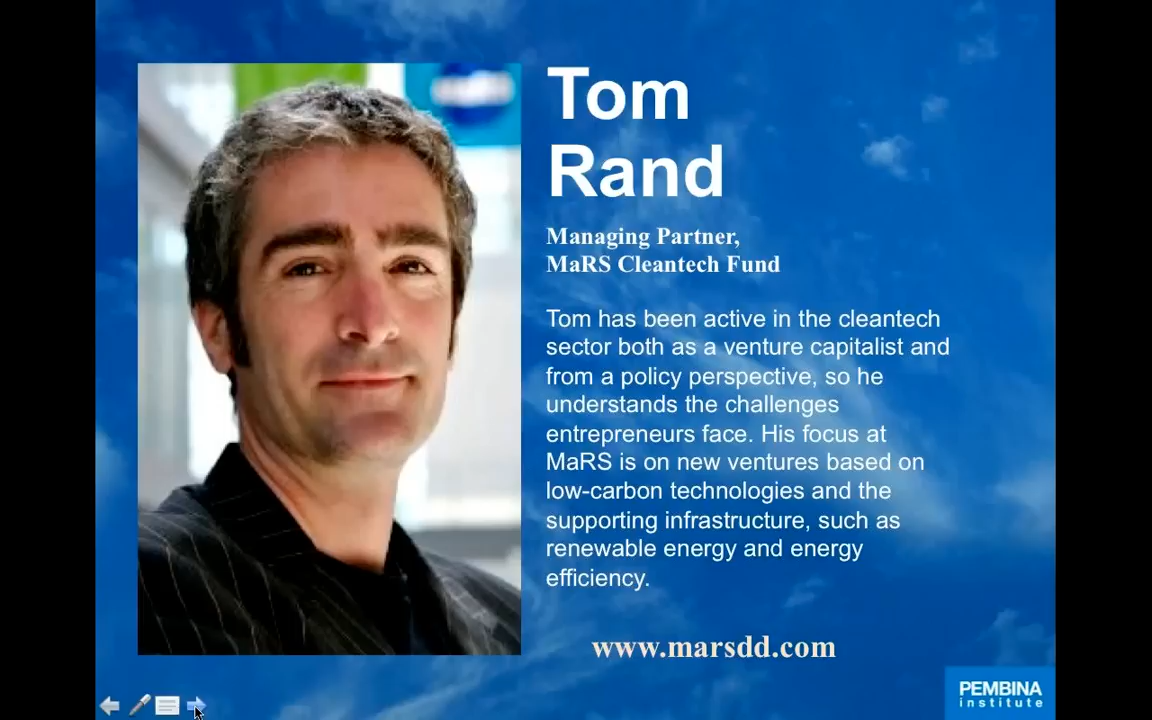 Tom
Rand
Managing Partner,
MaRS Cleantech Fund
Tom has been active in the cleantech
sector both as a venture capitalist and
from a policy perspective, so he
understands the challenges
entrepreneurs face. His focus at
MaRS is on new ventures based on
low-carbon technologies and the
supporting infrastructure, such as
renewable energy and energy
efficiency.
www.marsdd.com
PEMBINA
institute